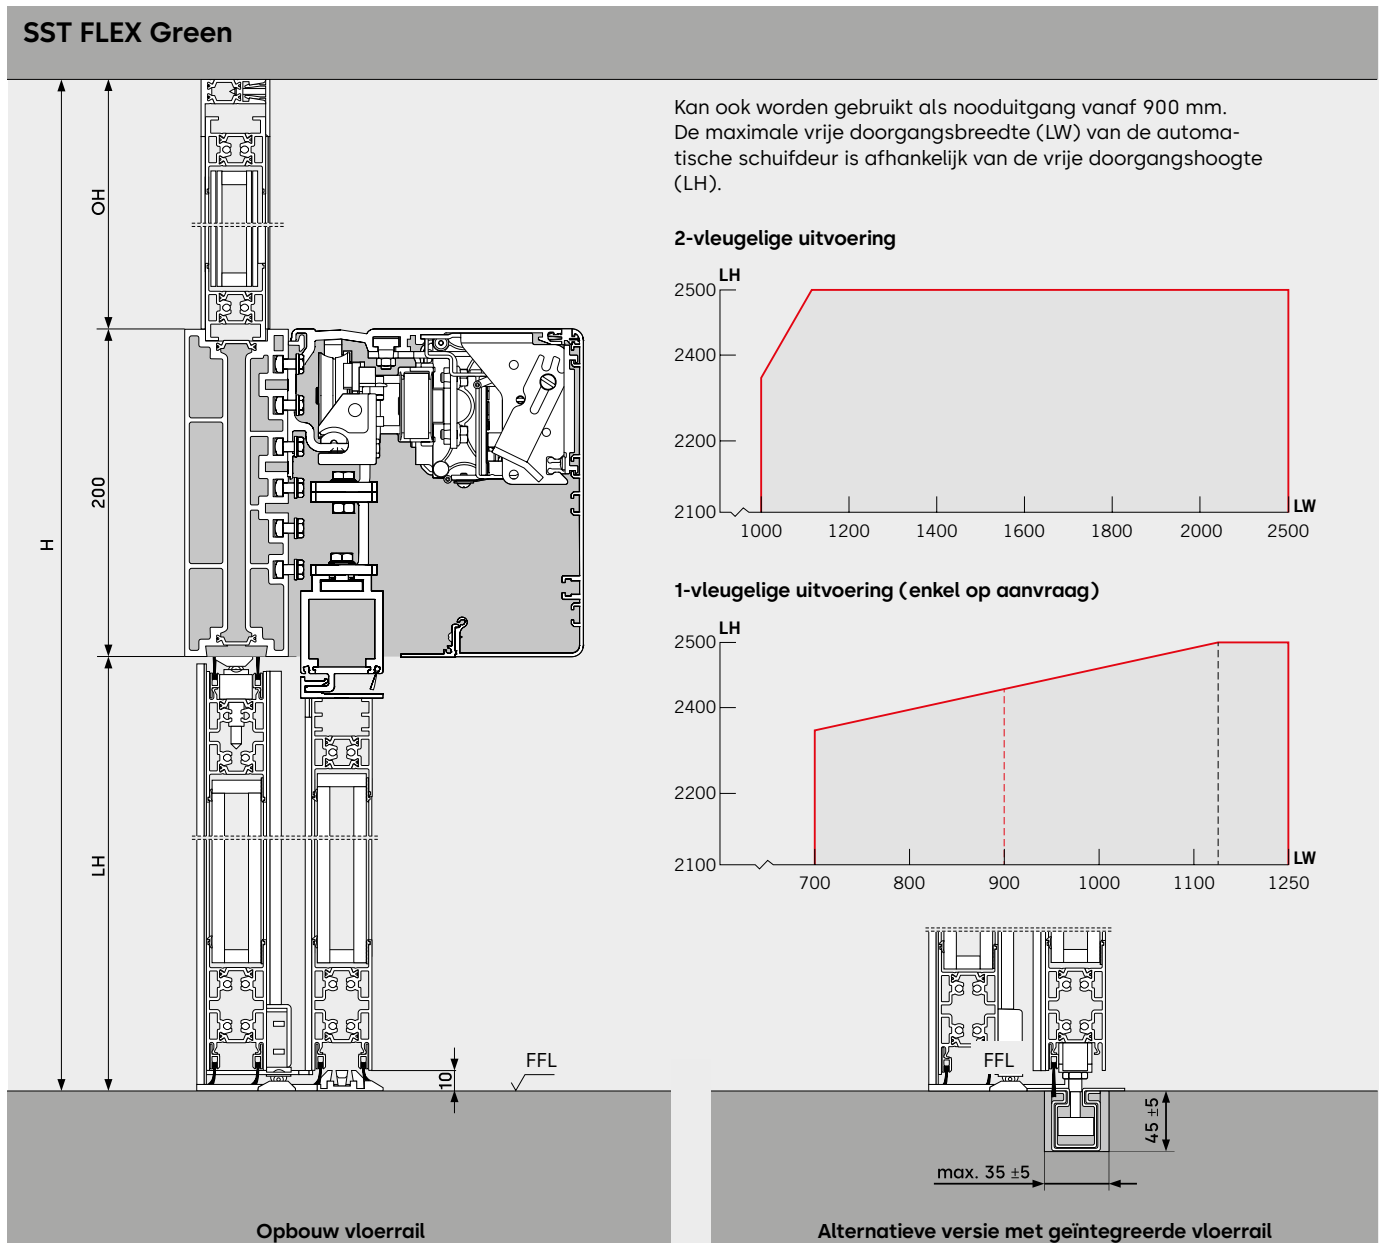 SST FLEX Green
H
OH
200
LH
10
FFL
Opbouw vloerrail
Kan ook worden gebruikt als nooduitgang vanaf 900 mm.
De maximale vrije doorgangsbreedte (LW) van de automa-
tische schuifdeur is afhankelijk van de vrije doorgangshoogte
(LH).
2-vleugelige uitvoering
LH
2500
2400
2200
2100
1000 1200 1400 1600 1800 2000 2500
LW
1-vleugelige uitvoering (enkel op aanvraag)
LH
2500
2400
2200
2100
700 800 900 1000 1100 1250
LW
FFL
45 ±5
max. 35 ±5
Alternatieve versie met geïntegreerde vloerrail